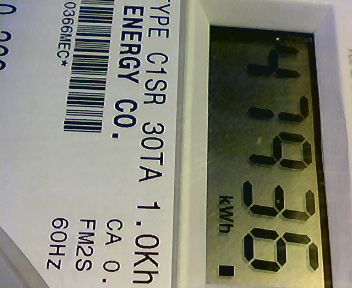 47936
kWh
TYPE C1SR 30TA 1.0Kh
ENERGY CO.
CA 0.
FM2S
0366MEC*
60HZ